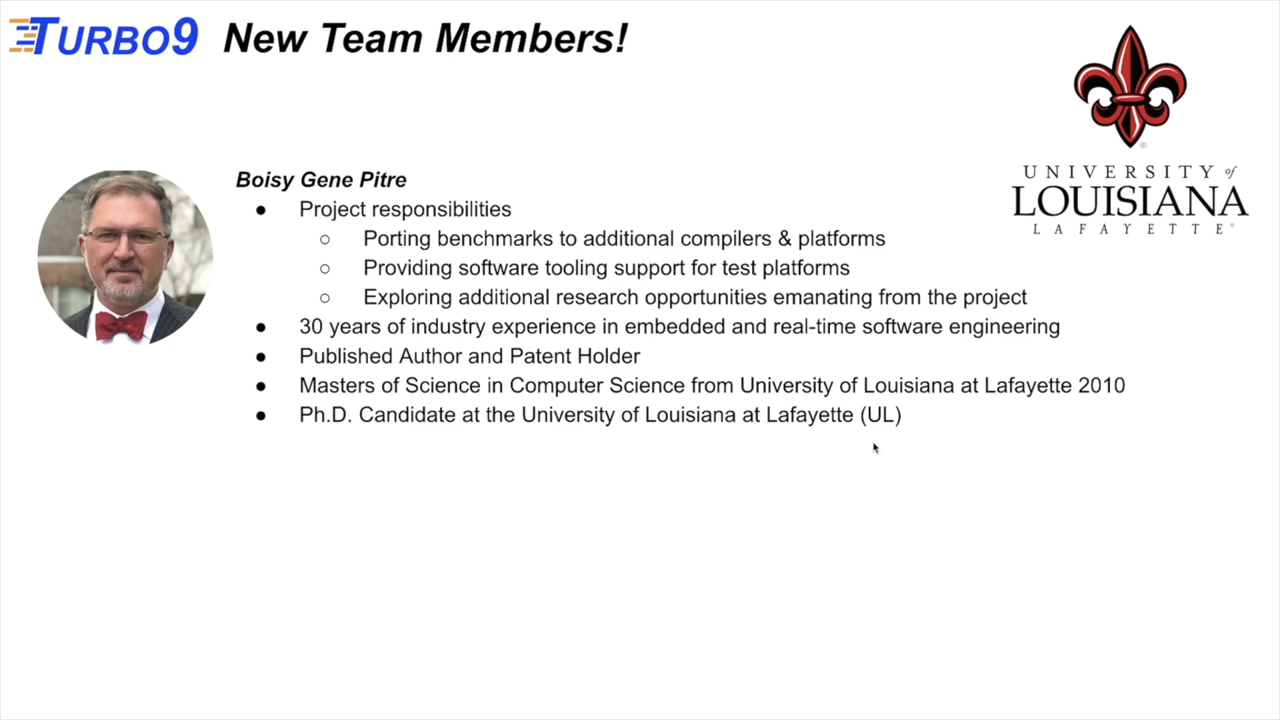 TURBO9 New Team Members!
UNIVERSITY of
LOUISIANA
LAFAYETTE®
Boisy Gene Pitre
● Project responsibilities
○ Porting benchmarks to additional compilers & platforms
○ Providing software tooling support for test platforms
○ Exploring additional research opportunities emanating from the project
● 30 years of industry experience in embedded and real-time software engineering
● Published Author and Patent Holder
● Masters of Science in Computer Science from University of Louisiana at Lafayette 2010
● Ph.D. Candidate at the University of Louisiana at Lafayette (UL)